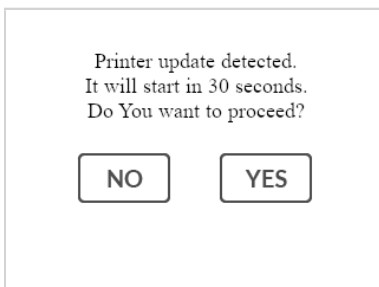 Printer update detected.
It will start in 30 seconds.
Do You want to proceed?
NO YES